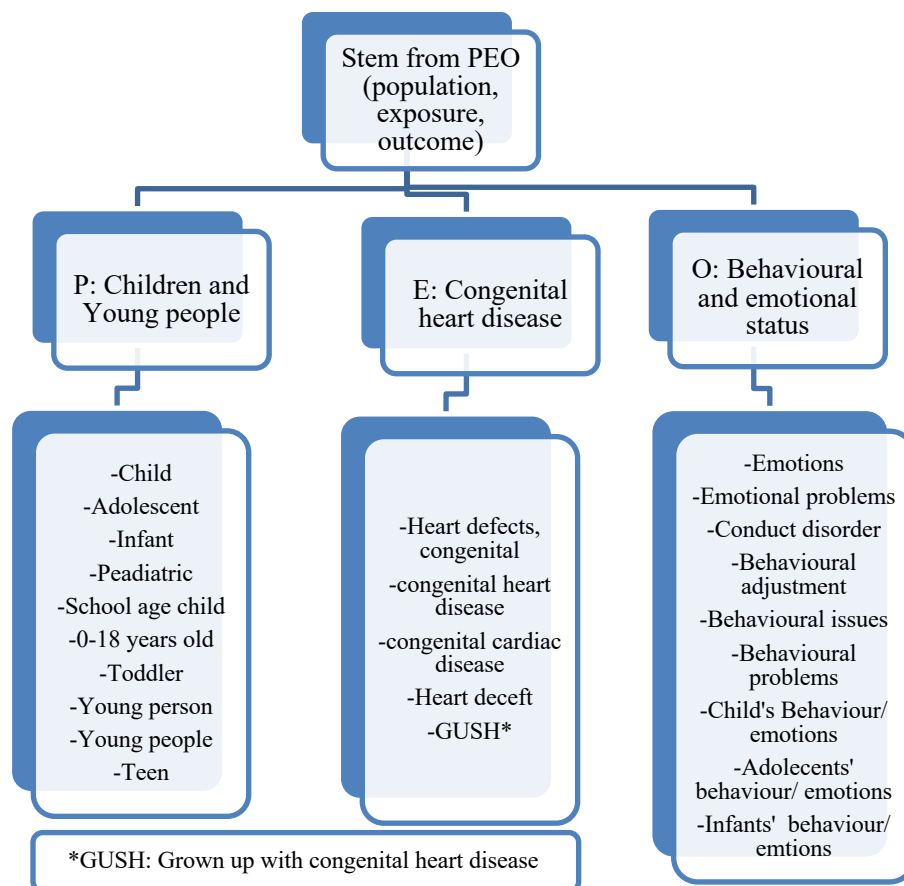 Stem from PEO
(population,
exposure,
outcome)
P: Children and
Young people
E: Congenital
heart disease
O: Behavioural
and emotional
status
-Child
-Adolescent
-Infant
-Peadiatric
-School age child
-0-18 years old
-Toddler
-Young person
-Young people
-Teen
-Heart defects,
congenital
-congenital heart
disease
-congenital cardiac
disease
-Heart deceft
-GUSH*
-Emotions
-Emotional problems
-Conduct disorder
-Behavioural
adjustment
-Behavioural issues
-Behavioural
problems
-Child's Behaviour/
emotions
-Adolecents'
behaviour/ emotions
-Infants' behaviour/
emtions
*GUSH: Grown up with congenital heart disease